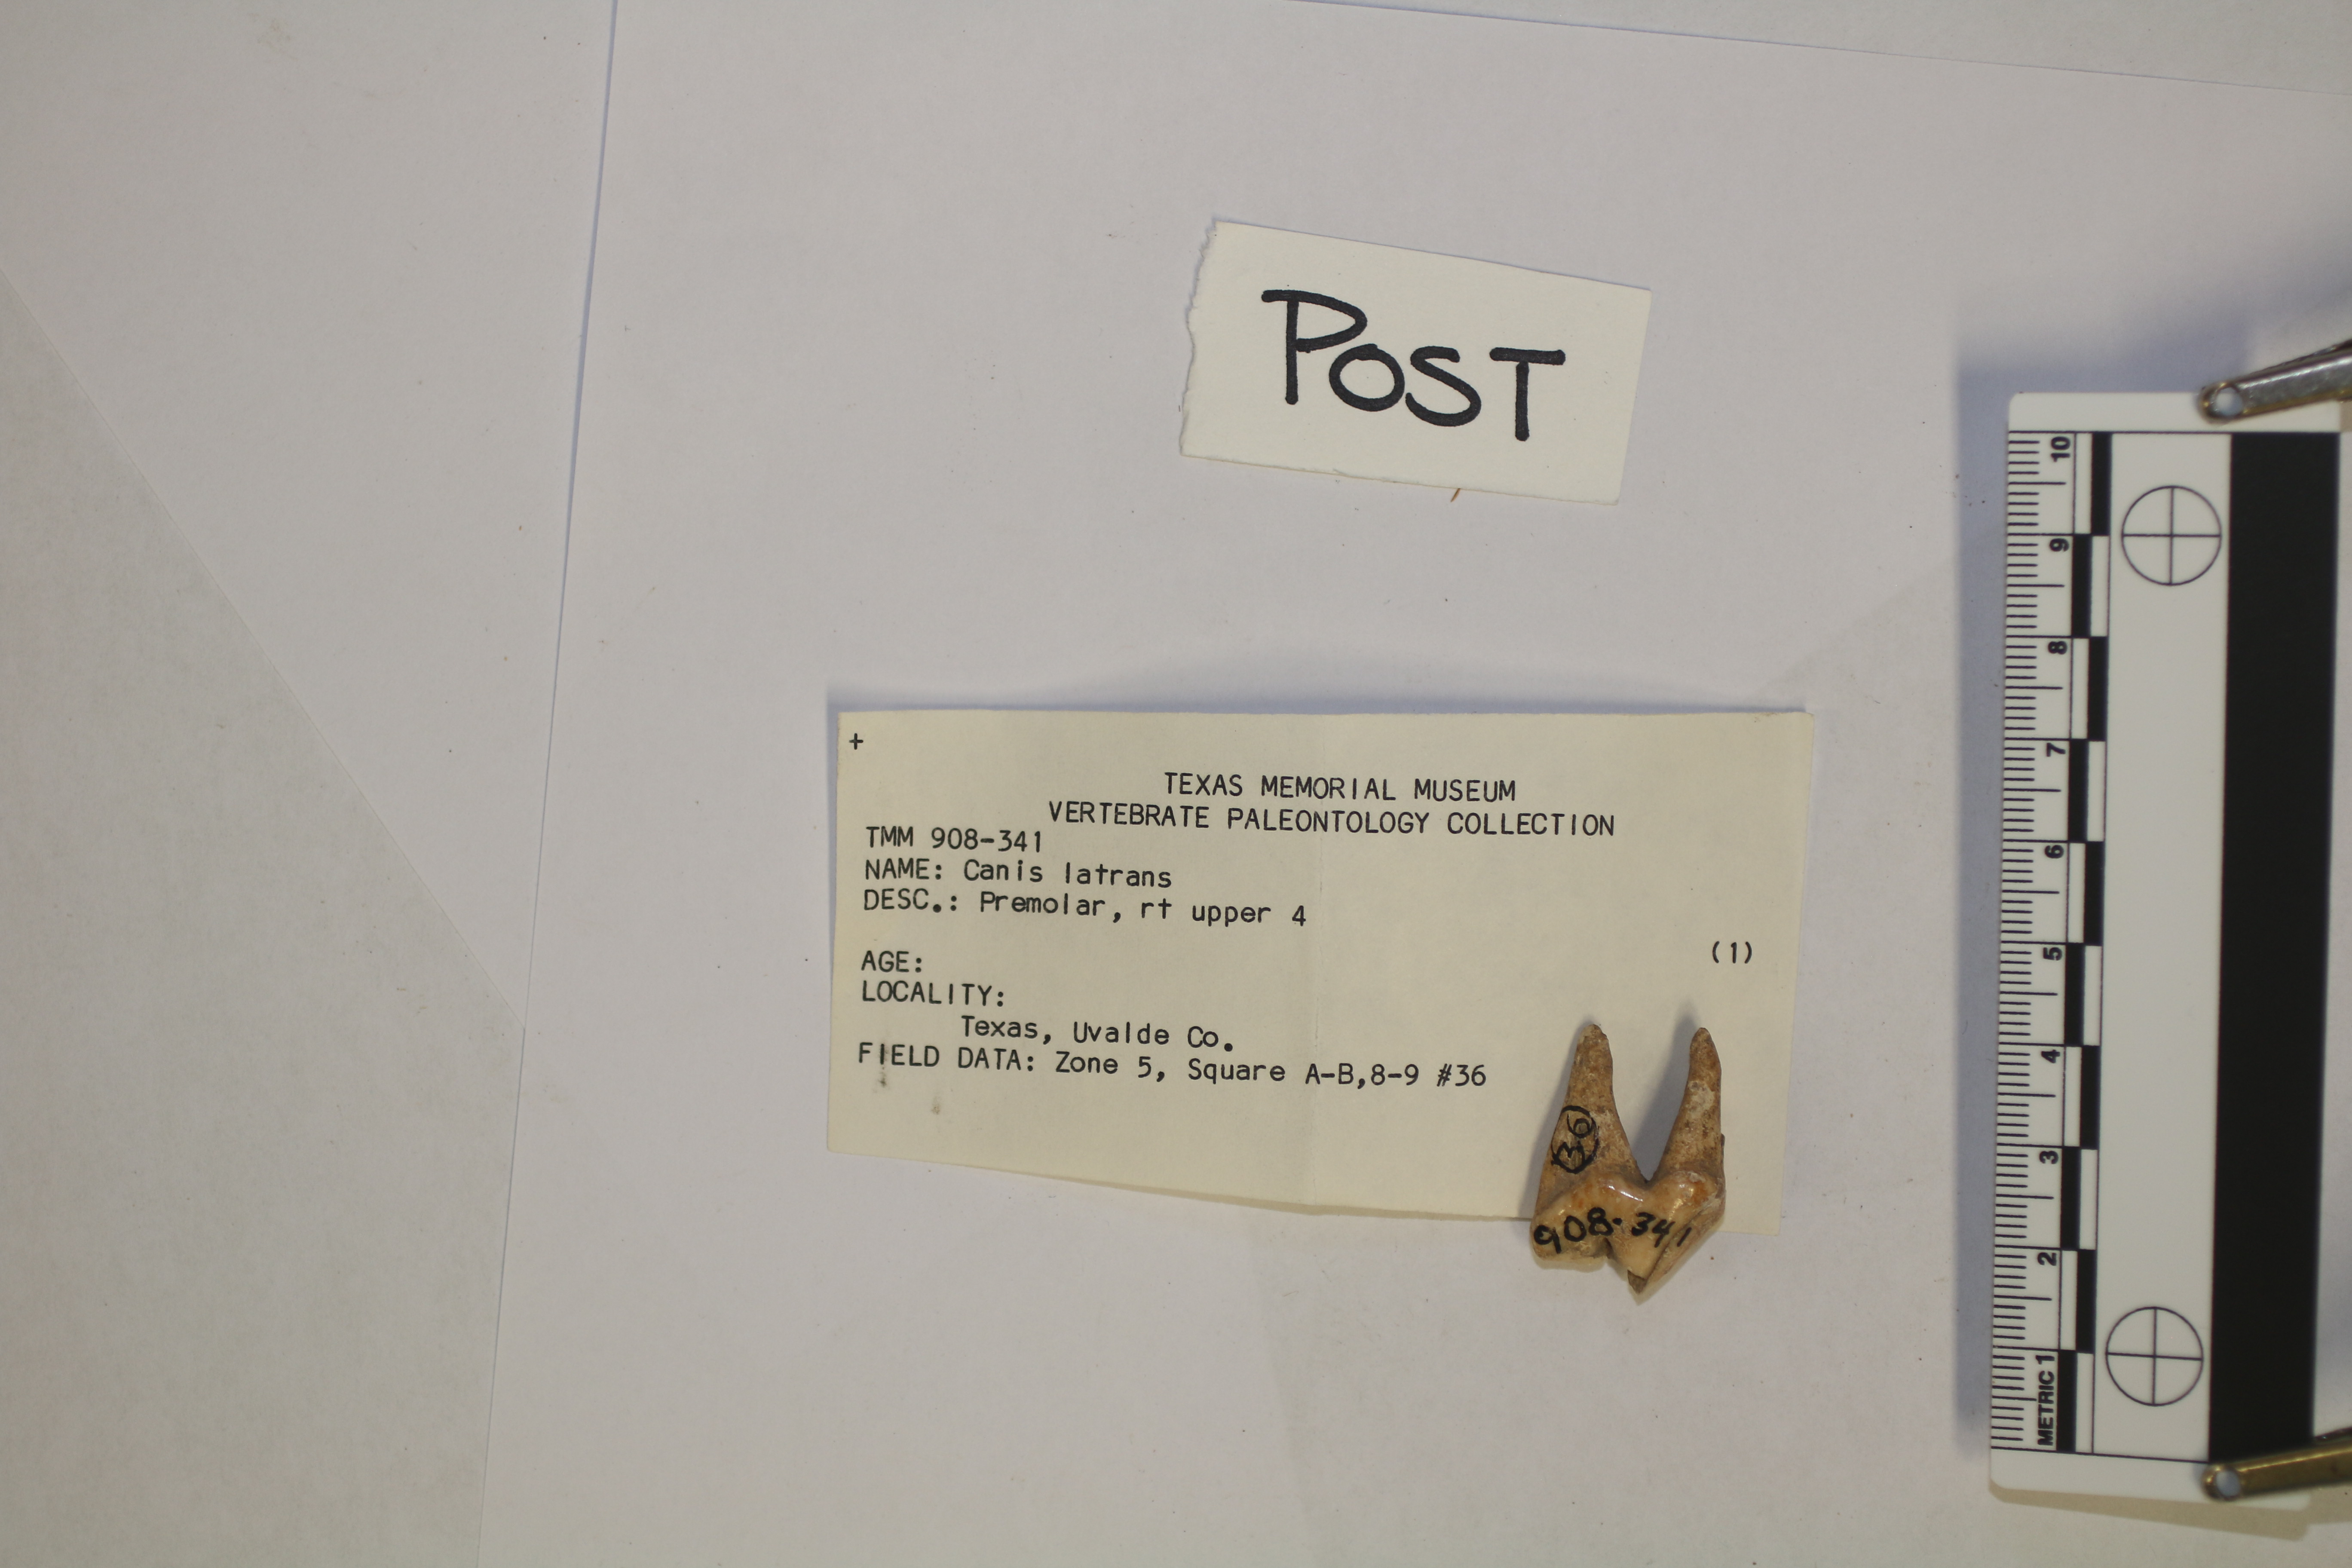 +
TEXAS MEMORIAL MUSEUM
VERTEBRATE PALEONTOLOGY COLLECTION
TMM 908-341
NAME: Canis latrans
DESC.: Premolar, rt upper 4
(1)
AGE:
LOCALITY:
Texas, Uvalde Co.
FIELD DATA: Zone 5, Square A-B,8-9 #36
POST
36
908-341
METRIC 1 2 3 4 5 6 7 8 9 10